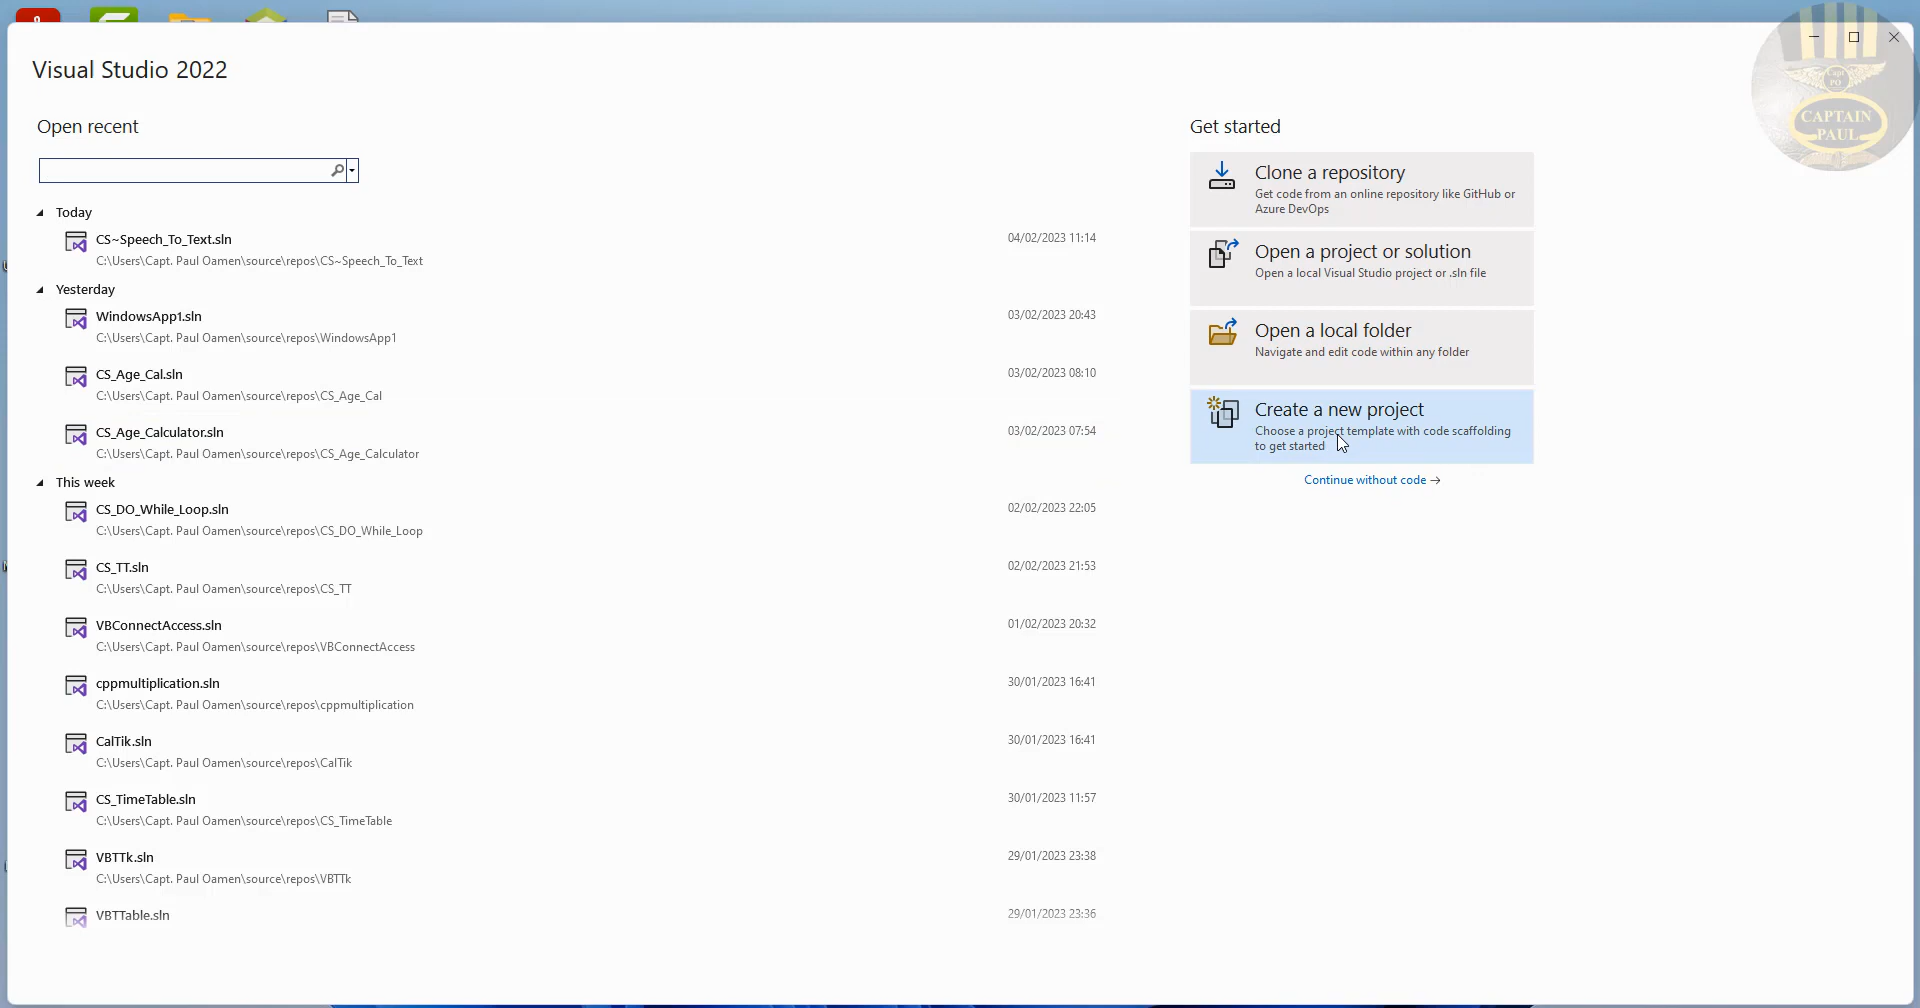 Visual Studio 2022
Open recent
Today
CS~Speech_To_Text.sln
04/02/2023 11:14
C:\Users\Capt. Paul Oamen\source\repos\CS~Speech_To_Text
Yesterday
WindowsApp1.sln
03/02/2023 20:43
C:\Users\Capt. Paul Oamen\source\repos\WindowsApp1
CS_Age_Cal.sln
03/02/2023 08:10
C:\Users\Capt. Paul Oamen\source\repos\CS_Age_Cal
CS_Age_Calculator.sln
03/02/2023 07:54
C:\Users\Capt. Paul Oamen\source\repos\CS_Age_Calculator
This week
CS_DO_While_Loop.sln
02/02/2023 22:05
C:\Users\Capt. Paul Oamen\source\repos\CS_DO_While_Loop
CS_TT.sln
02/02/2023 21:53
C:\Users\Capt. Paul Oamen\source\repos\CS_TT
VBConnectAccess.sln
01/02/2023 20:32
C:\Users\Capt. Paul Oamen\source\repos\VBConnectAccess
cppmultiplication.sln
30/01/2023 16:41
C:\Users\Capt. Paul Oamen\source\repos\cppmultiplication
CalTik.sln
30/01/2023 16:41
C:\Users\Capt. Paul Oamen\source\repos\CalTik
CS_TimeTable.sln
30/01/2023 11:57
C:\Users\Capt. Paul Oamen\source\repos\CS_TimeTable
VBTTk.sln
29/01/2023 23:38
C:\Users\Capt. Paul Oamen\source\repos\VBTTk
VBTTable.sln
29/01/2023 23:36
Get started
Clone a repository
Get code from an online repository like GitHub or
Azure DevOps
Open a project or solution
Open a local Visual Studio project or .sln file
Open a local folder
Navigate and edit code within any folder
Create a new project
Choose a project template with code scaffolding
to get started
Continue without code →
Capt
PO
CAPTAIN
PAUL